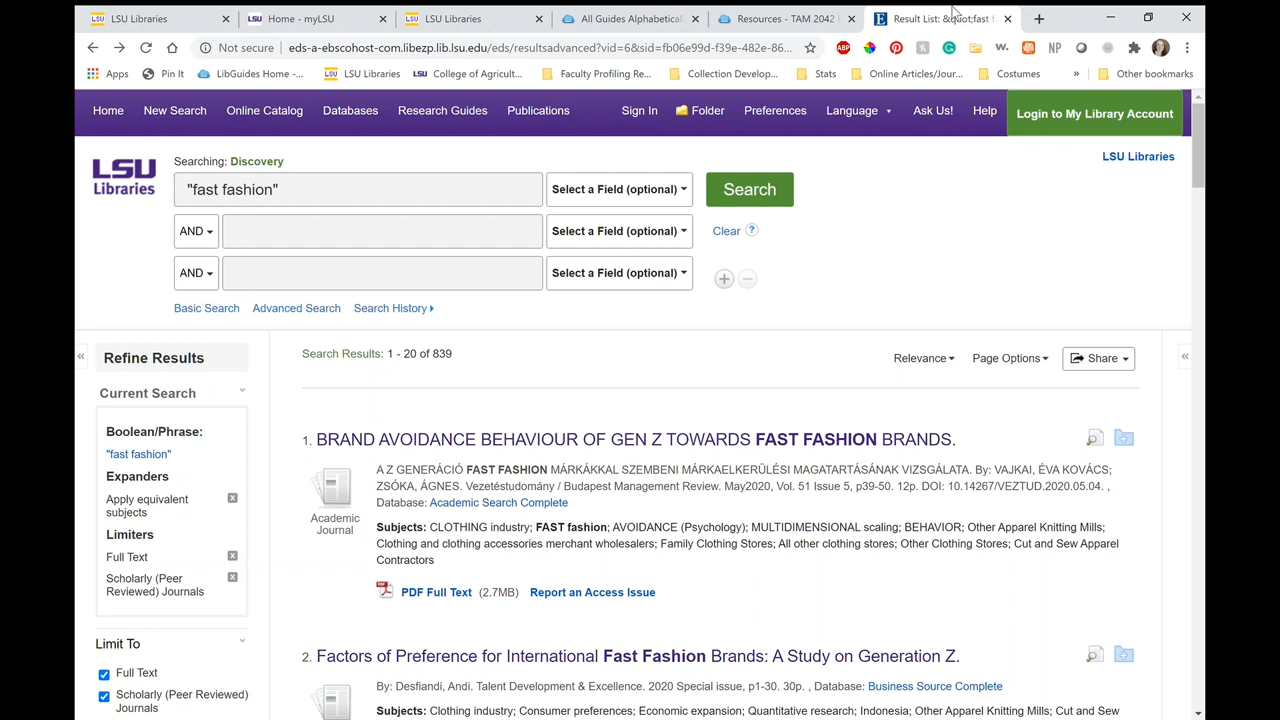 LSU Libraries
Home - myLSU
LSU Libraries
All Guides Alphabetical
Resources - TAM 2042
Result List: &quot;fast f
Not secure
eds-a-ebscohost-com.libezp.lib.lsu.edu/eds/resultsadvanced?vid=6&sid=fb06e99d-f39e-482e-86...
Apps
Pin It
LibGuides Home -...
LSU Libraries
College of Agricult...
Faculty Profiling Re...
Collection Develop...
Stats
Online Articles/Jour...
Costumes
»
Other bookmarks
Home
New Search
Online Catalog
Databases
Research Guides
Publications
Sign In
Folder
Preferences
Language
Ask Us!
Help
Login to My Library Account
LSU Libraries
LSU
Libraries
Searching: Discovery
"fast fashion"
Select a Field (optional)
Search
AND
Select a Field (optional)
Clear ?
AND
Select a Field (optional)
Basic Search
Advanced Search
Search History
Refine Results
Current Search
Boolean/Phrase:
"fast fashion"
Expanders
Apply equivalent
subjects
Limiters
Full Text
Scholarly (Peer
Reviewed) Journals
Limit To
Full Text
Scholarly (Peer Reviewed)
Journals
Search Results: 1 - 20 of 839
Relevance
Page Options
Share
1. BRAND AVOIDANCE BEHAVIOUR OF GEN Z TOWARDS FAST FASHION BRANDS.
Academic
Journal
A Z GENERÁCIÓ FAST FASHION MÁRKÁKKAL SZEMBENI MÁRKAELKERÜLÉSI MAGATARTÁSÁNAK VIZSGÁLATA. By: VAJKAI, ÉVA KOVÁCS;
ZSÓKA, ÁGNES. Vezetéstudomány / Budapest Management Review. May2020, Vol. 51 Issue 5, p39-50. 12p. DOI: 10.14267/VEZTUD.2020.05.04. ,
Database: Academic Search Complete
Subjects: CLOTHING industry; FAST fashion; AVOIDANCE (Psychology); MULTIDIMENSIONAL scaling; BEHAVIOR; Other Apparel Knitting Mills;
Clothing and clothing accessories merchant wholesalers; Family Clothing Stores; All other clothing stores; Other Clothing Stores; Cut and Sew Apparel
Contractors
PDF Full Text (2.7MB) Report an Access Issue
2. Factors of Preference for International Fast Fashion Brands: A Study on Generation Z.
By: Desfiandi, Andi. Talent Development & Excellence. 2020 Special issue, p1-30. 30p. , Database: Business Source Complete
Subjects: Clothing industry; Consumer preferences; Economic expansion; Quantitative research; Indonesia; Other Apparel Knitting Mills; Cut and Sew